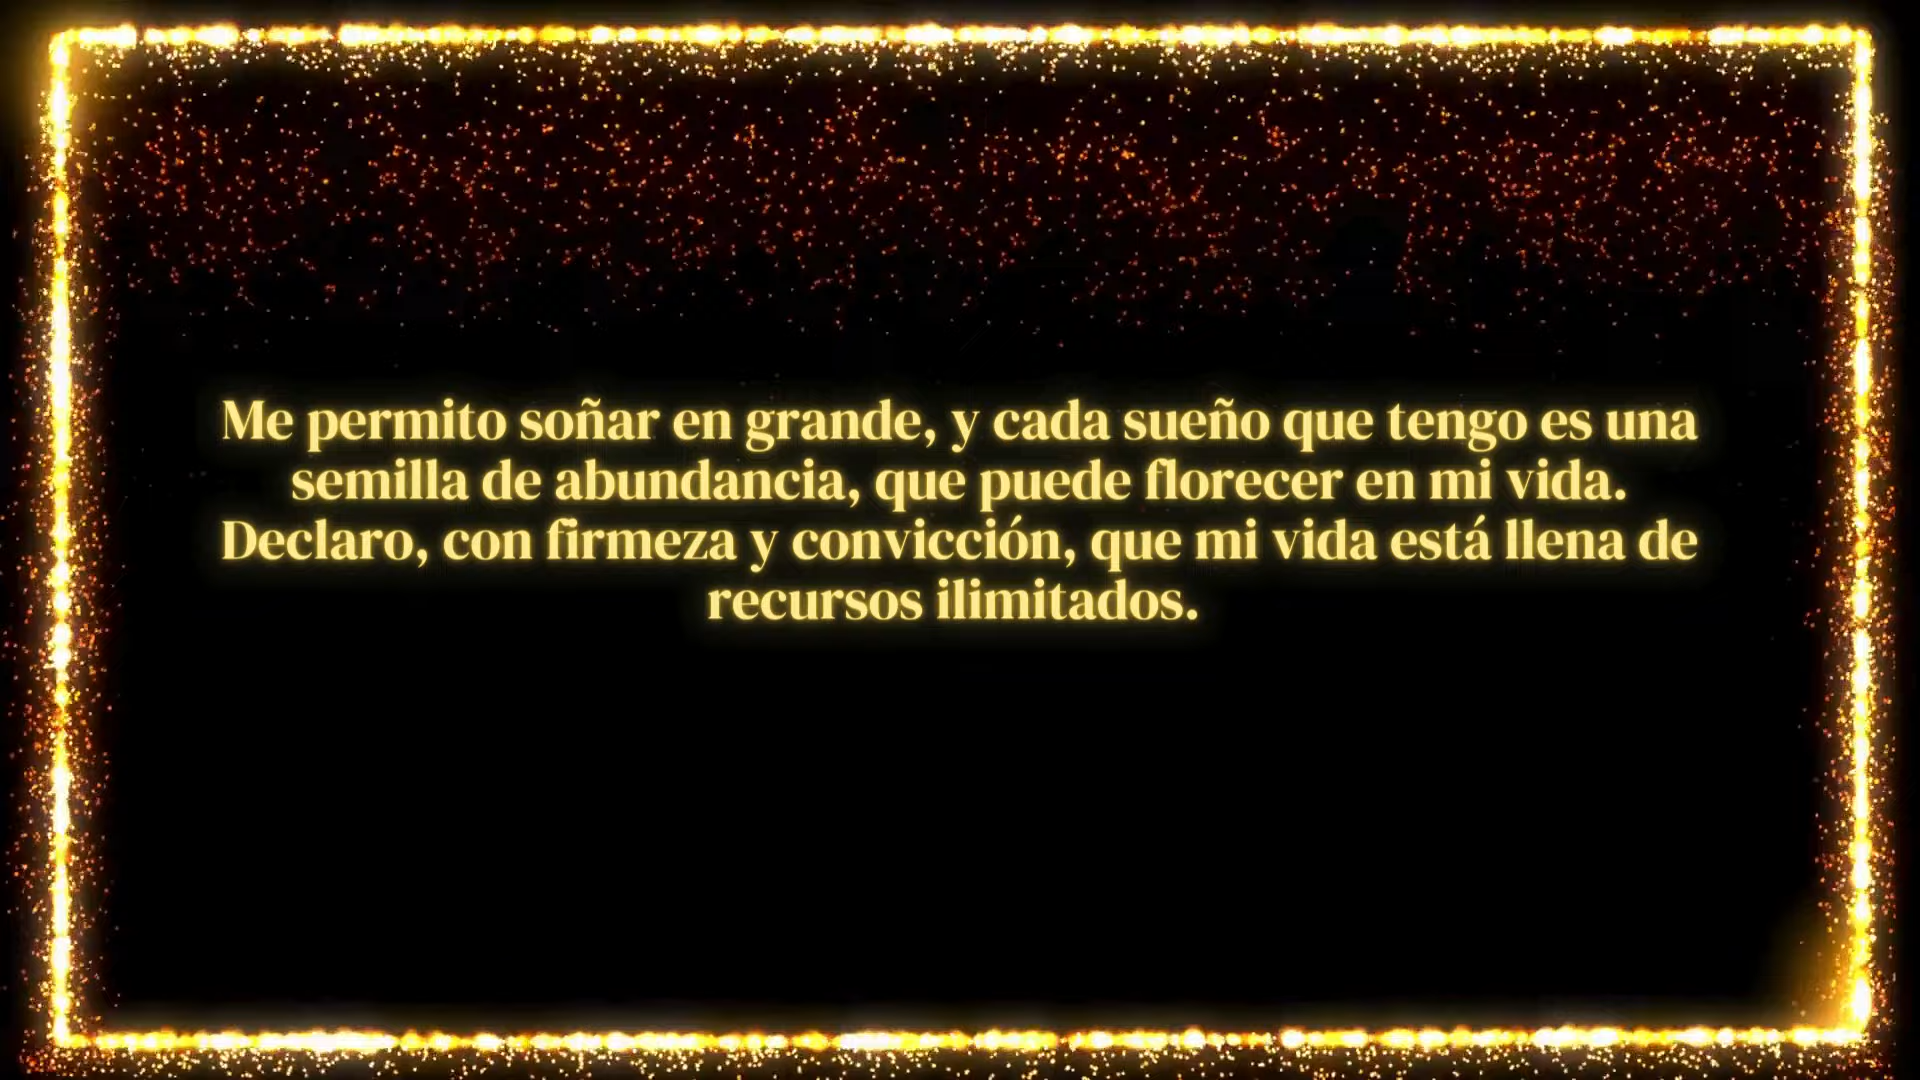 Me permito soñar en grande, y cada sueño que tengo es una
semilla de abundancia, que puede florecer en mi vida.
Declaro, con firmeza y convicción, que mi vida está llena de
recursos ilimitados.